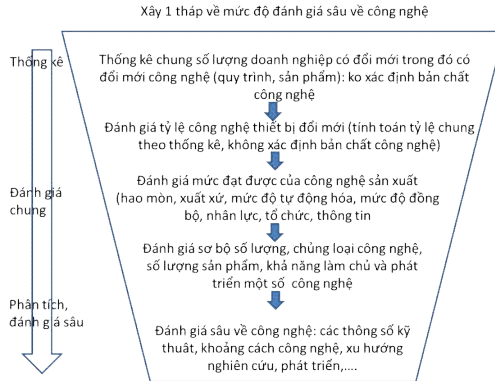 Xây 1 tháp về mức độ đánh giá sâu về công nghệ
Thống kê
Thống kê chung số lượng doanh nghiệp có đổi mới trong đó có
đổi mới công nghệ (quy trình, sản phẩm): ko xác định bản chất
công nghệ
Đánh giá tỷ lệ công nghệ thiết bị đổi mới (tính toán tỷ lệ chung
theo thống kê, không xác định bản chất công nghệ)
Đánh giá
chung
Đánh giá mức đạt được của công nghệ sản xuất
(hao mòn, xuất xứ, mức độ tự động hóa, mức độ đồng
bộ, nhân lực, tổ chức, thông tin
Đánh giá sơ bộ số lượng, chủng loại công nghệ,
số lượng sản phẩm, khả năng làm chủ và phát
triển một số công nghệ
Phân tích,
đánh giá sâu
Đánh giá sâu về công nghệ: các thông số kỹ
thuât, khoảng cách công nghệ, xu hướng
nghiên cứu, phát triển,....